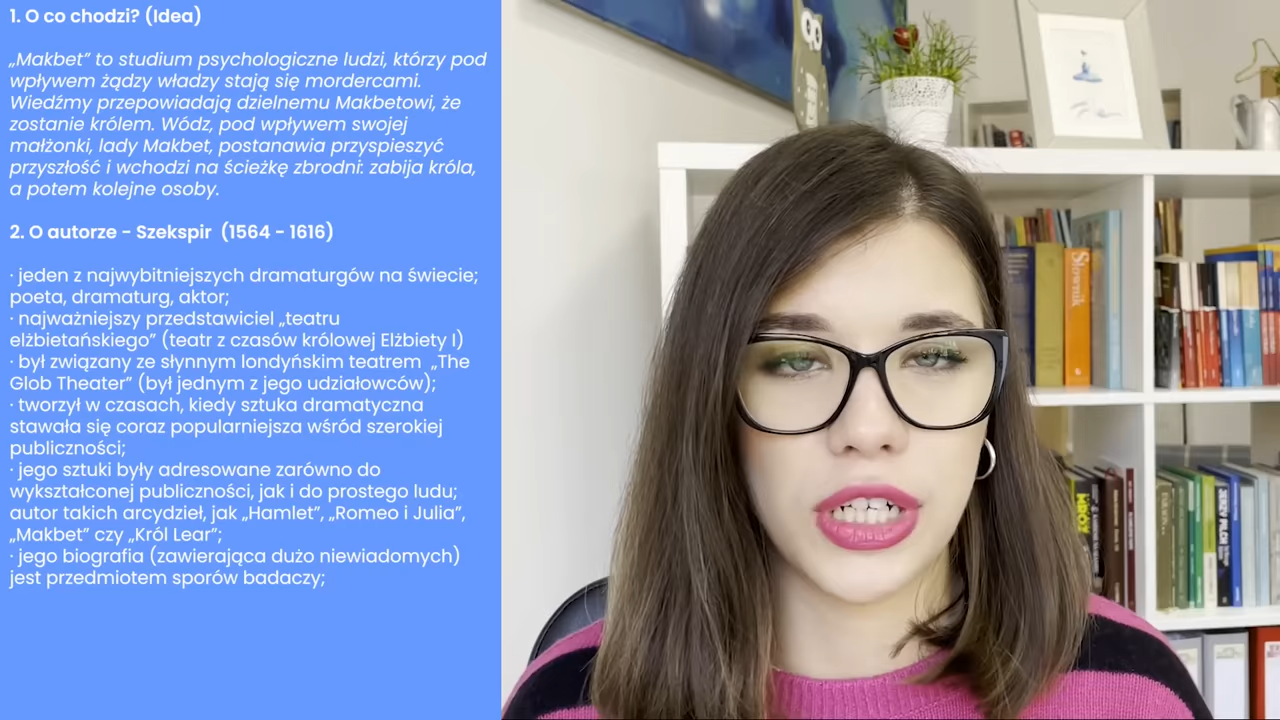 1. O co chodzi? (Idea)
„Makbet” to studium psychologiczne ludzi, którzy pod
wpływem żądzy władzy stają się mordercami.
Wiedźmy przepowiadają dzielnemu Makbetowi, że
zostanie królem. Wódz, pod wpływem swojej
małżonki, lady Makbet, postanawia przyspieszyć
przyszłość i wchodzi na ścieżkę zbrodni: zabija króla,
a potem kolejne osoby.
2. O autorze - Szekspir (1564 - 1616)
· jeden z najwybitniejszych dramaturgów na świecie;
poeta, dramaturg, aktor;
· najważniejszy przedstawiciel „teatru
elżbietańskiego” (teatr z czasów królowej Elżbiety I)
· był związany ze słynnym londyńskim teatrem „The
Glob Theater” (był jednym z jego udziałowców);
· tworzył w czasach, kiedy sztuka dramatyczna
stawała się coraz popularniejsza wśród szerokiej
publiczności;
· jego sztuki były adresowane zarówno do
wykształconej publiczności, jak i do prostego ludu;
autor takich arcydzieł, jak „Hamlet”, „Romeo i Julia”,
„Makbet” czy „Król Lear”;
· jego biografia (zawierająca dużo niewiadomych)
jest przedmiotem sporów badaczy;
Słownik
MRÓZ
JERZY PILCH